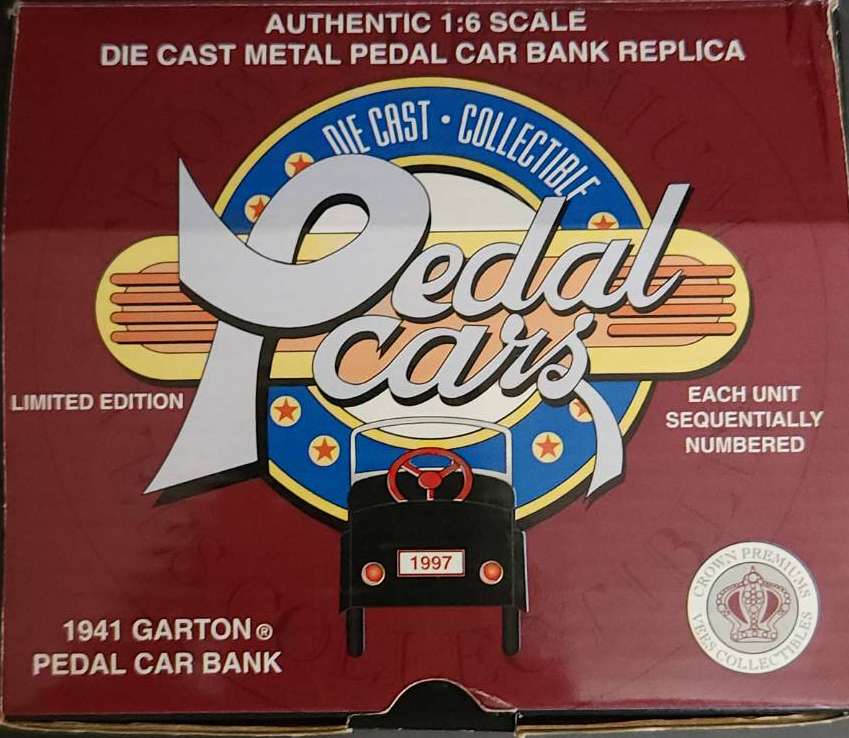 AUTHENTIC 1:6 SCALE
DIE CAST METAL PEDAL CAR BANK REPLICA
DIE CAST • COLLECTIBLE
Pedal
cars
LIMITED EDITION
EACH UNIT
SEQUENTIALLY
NUMBERED
1997
1941 GARTON®
PEDAL CAR BANK
CROWN PREMIUMS
VEES COLLECTIBLES